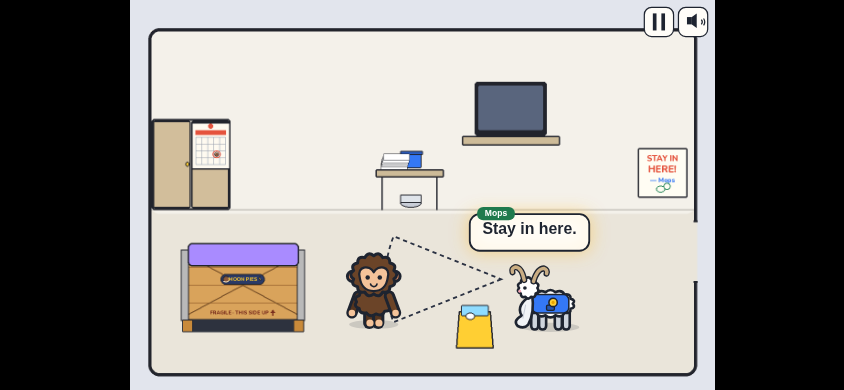 STAY IN
HERE!
— Mops
Mops
Stay in here.
MOON PIES
FRAGILE · THIS SIDE UP